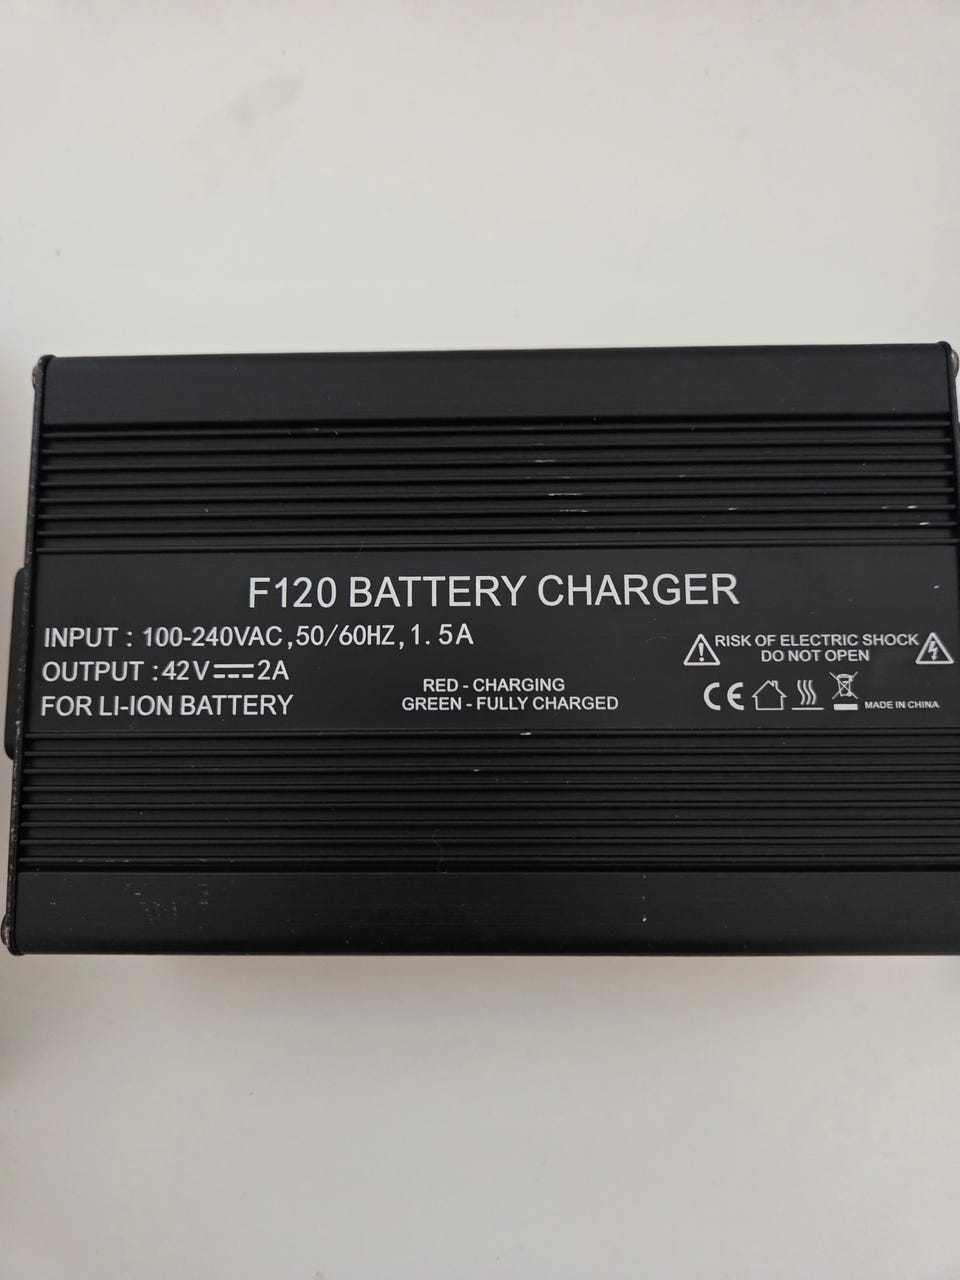 F120 BATTERY CHARGER
INPUT : 100-240VAC,50/60HZ,1.5A
OUTPUT :42V⎓2A
FOR LI-ION BATTERY
RED - CHARGING
GREEN - FULLY CHARGED
RISK OF ELECTRIC SHOCK
DO NOT OPEN
CE
MADE IN CHINA